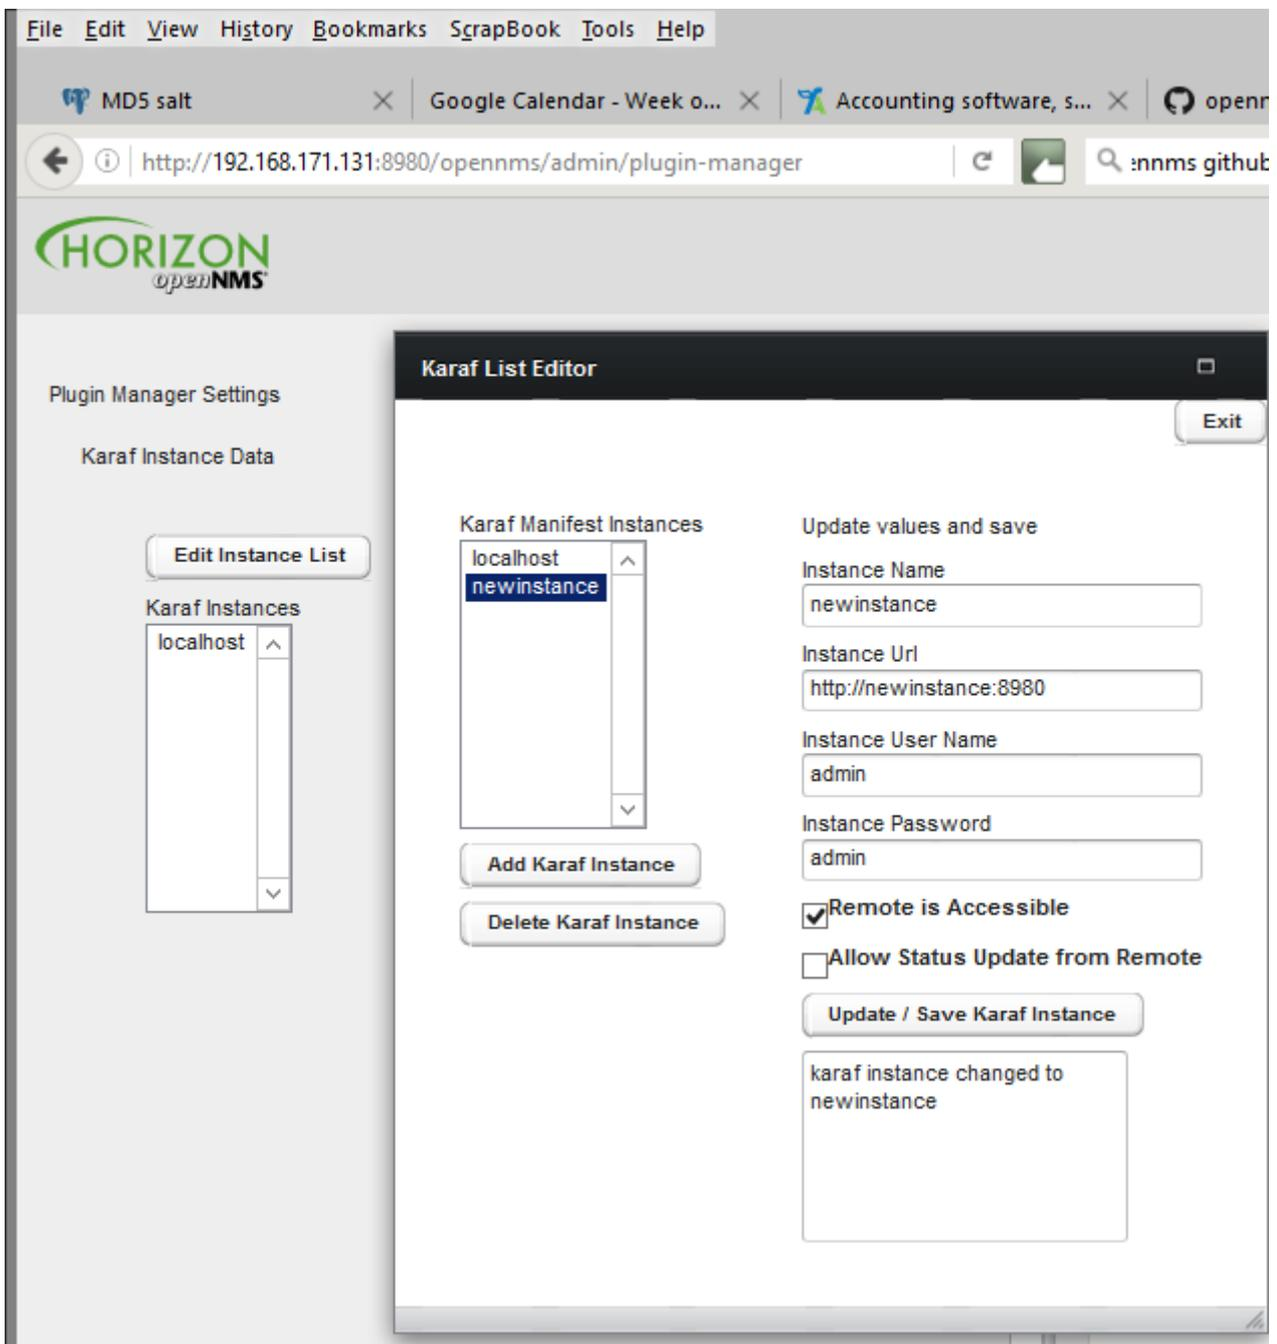 File Edit View History Bookmarks ScrapBook Tools Help
MD5 salt
Google Calendar - Week o...
Accounting software, s...
openn
http://192.168.171.131:8980/opennms/admin/plugin-manager
ennms github
HORIZON
openNMS
Plugin Manager Settings
Karaf Instance Data
Edit Instance List
Karaf Instances
localhost
Karaf List Editor
Exit
Karaf Manifest Instances
localhost
newinstance
Add Karaf Instance
Delete Karaf Instance
Update values and save
Instance Name
newinstance
Instance Url
http://newinstance:8980
Instance User Name
admin
Instance Password
admin
Remote is Accessible
Allow Status Update from Remote
Update / Save Karaf Instance
karaf instance changed to
newinstance